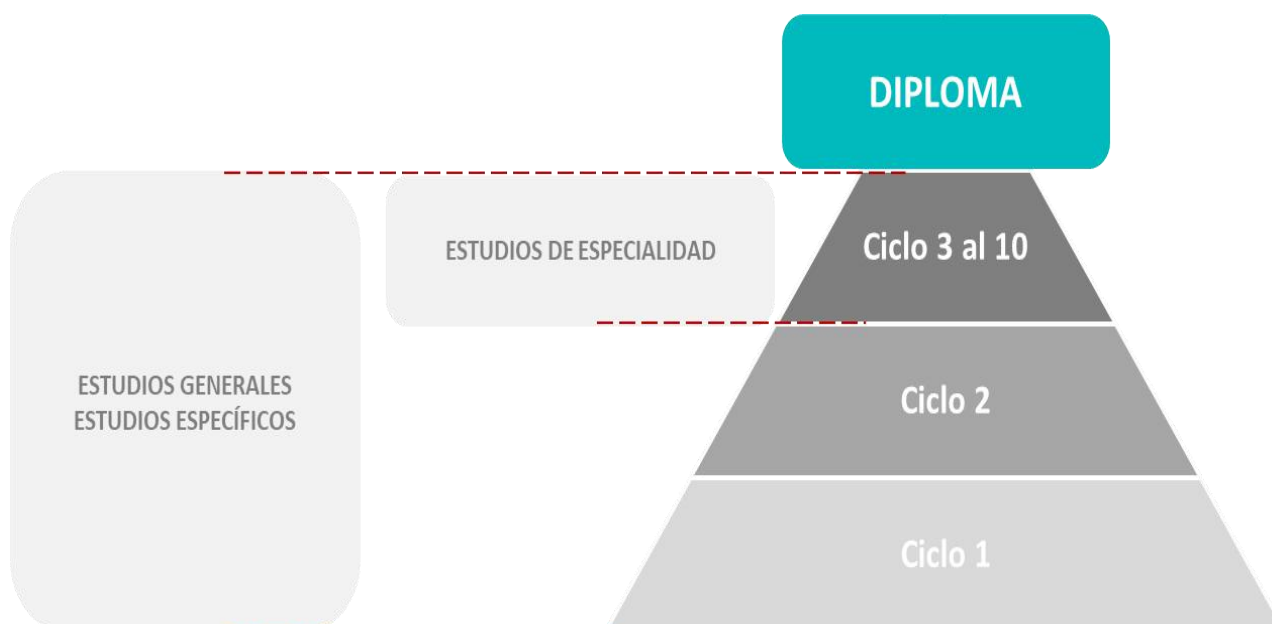 DIPLOMA
ESTUDIOS DE ESPECIALIDAD
Ciclo 3 al 10
ESTUDIOS GENERALES
ESTUDIOS ESPECÍFICOS
Ciclo 2
Ciclo 1